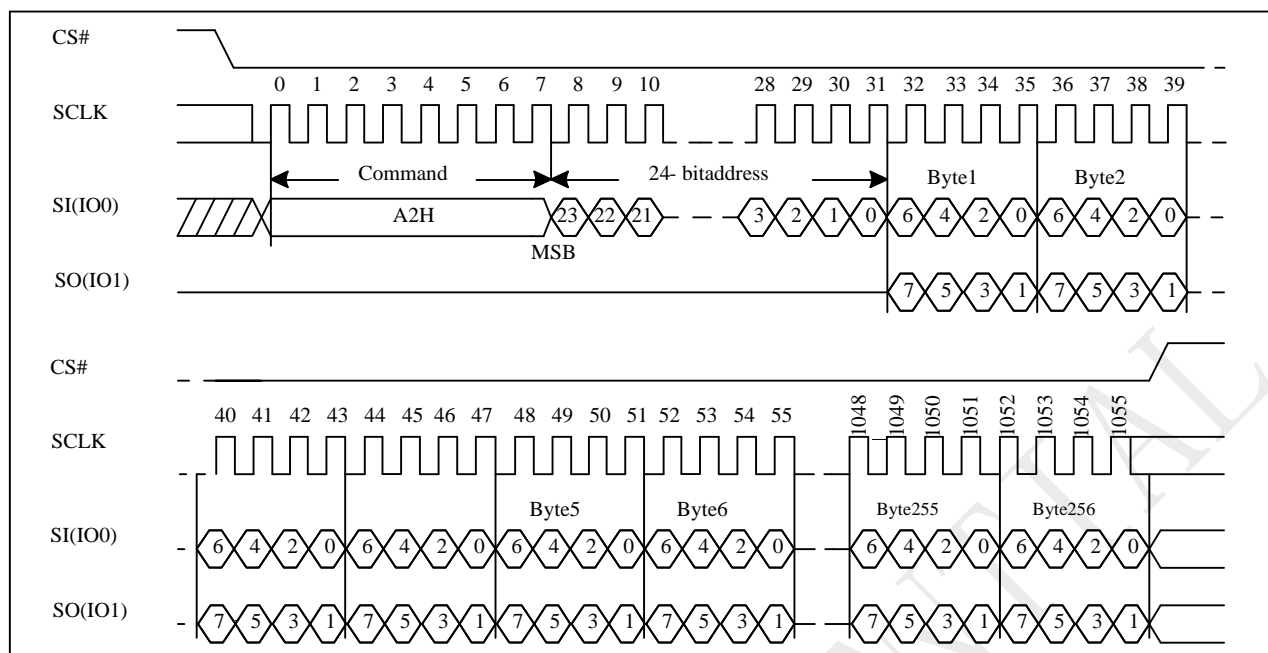 CS#
0 1 2 3 4 5 6 7 8 9 10 28 29 30 31 32 33 34 35 36 37 38 39
SCLK
Command 24- bitaddress Byte1 Byte2
SI(IO0) A2H 23 22 21 3 2 1 0 6 4 2 0 6 4 2 0
MSB
SO(IO1) 7 5 3 1 7 5 3 1
CS#
40 41 42 43 44 45 46 47 48 49 50 51 52 53 54 55 1048 1049 1050 1051 1052 1053 1054 1055
SCLK
Byte5 Byte6 Byte255 Byte256
SI(IO0) 6 4 2 0 6 4 2 0 6 4 2 0 6 4 2 0 6 4 2 0 6 4 2 0
SO(IO1) 7 5 3 1 7 5 3 1 7 5 3 1 7 5 3 1 7 5 3 1 7 5 3 1